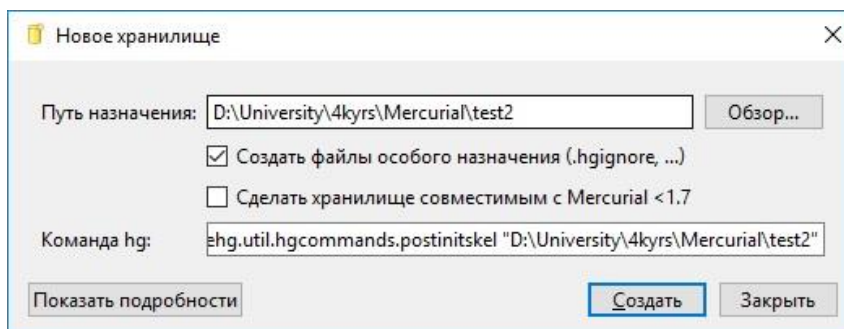 Новое хранилище
Путь назначения: D:\University\4kyrs\Mercurial\test2 Обзор...
Создать файлы особого назначения (.hgignore, ...)
Сделать хранилище совместимым с Mercurial <1.7
Команда hg: ehg.util.hgcommands.postinitskel "D:\University\4kyrs\Mercurial\test2"
Показать подробности Создать Закрыть